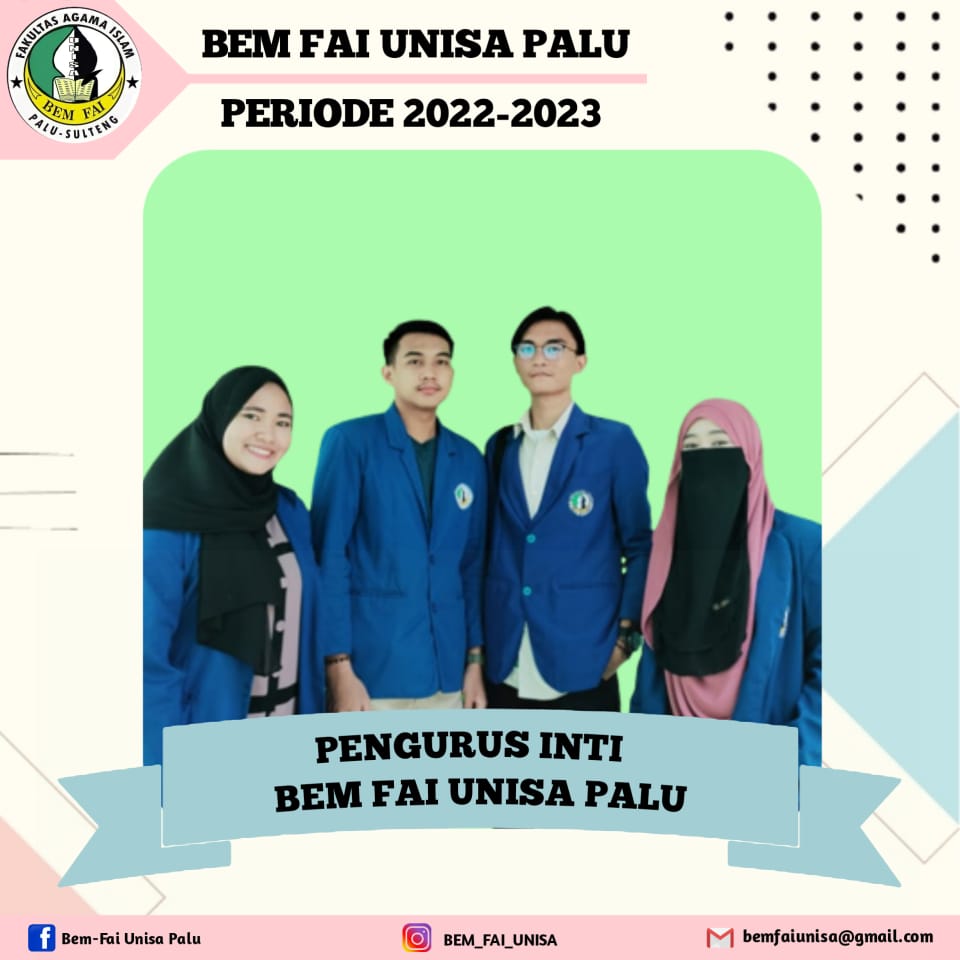 FAKULTAS AGAMA ISLAM
BEM FAI
PALU-SULTENG
BEM FAI UNISA PALU
PERIODE 2022-2023
PENGURUS INTI
BEM FAI UNISA PALU
Bem-Fai Unisa Palu
BEM_FAI_UNISA
bemfaiunisa@gmail.com